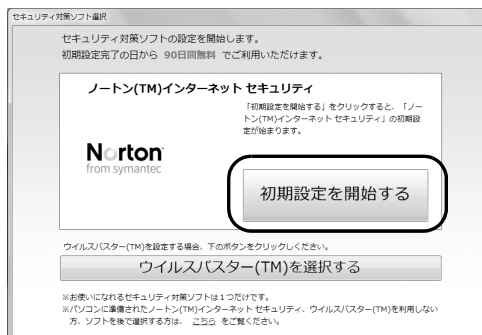 セキュリティ対策ソフト選択
セキュリティ対策ソフトの設定を開始します。
初期設定完了の日から 90日間無料 でご利用いただけます。
ノートン(TM)インターネット セキュリティ
「初期設定を開始する」をクリックすると、「ノー
トン(TM)インターネット セキュリティ」の初期設
定が始まります。
Norton™
from symantec
初期設定を開始する
ウイルスバスター(TM)を設定する場合、下のボタンをクリックしください。
ウイルスバスター(TM)を選択する
※お使いになれるセキュリティ対策ソフトは１つだけです。
※パソコンに準備されたノートン(TM)インターネット セキュリティ、ウイルスバスター(TM)を利用しない
方、ソフトを後で選択する方は、 こちら をご覧ください。